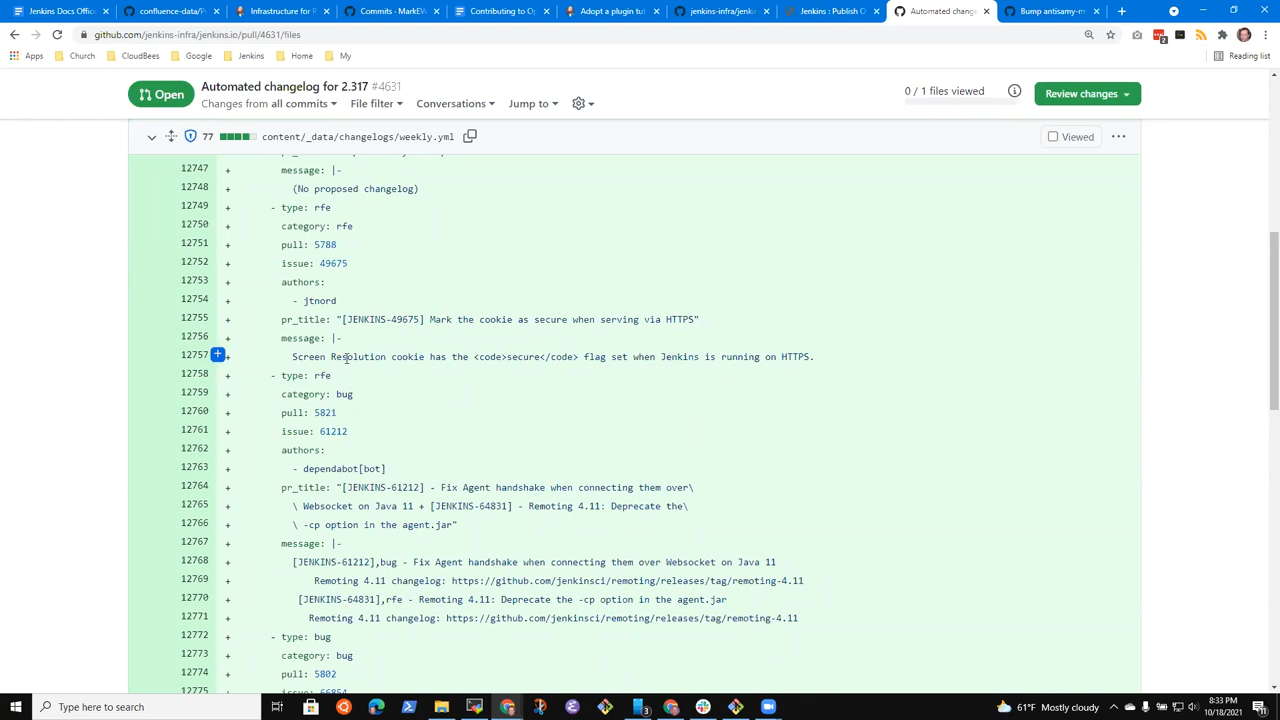 Jenkins Docs Office
confluence-data/P
Infrastructure for P
Commits · MarkEW
Contributing to Op
Adopt a plugin tut
jenkins-infra/jenki
Jenkins : Publish O
Automated change
Bump antisamy-m
github.com/jenkins-infra/jenkins.io/pull/4631/files
Apps
Church
CloudBees
Google
Jenkins
Home
My
Reading list
Open
Automated changelog for 2.317 #4631
Changes from all commits
File filter
Conversations
Jump to
0 / 1 files viewed
Review changes
77
content/_data/changelogs/weekly.yml
Viewed
12747 + message: |-
12748 + (No proposed changelog)
12749 + - type: rfe
12750 + category: rfe
12751 + pull: 5788
12752 + issue: 49675
12753 + authors:
12754 + - jtnord
12755 + pr_title: "[JENKINS-49675] Mark the cookie as secure when serving via HTTPS"
12756 + message: |-
12757 + Screen Resolution cookie has the <code>secure</code> flag set when Jenkins is running on HTTPS.
12758 + - type: rfe
12759 + category: bug
12760 + pull: 5821
12761 + issue: 61212
12762 + authors:
12763 + - dependabot[bot]
12764 + pr_title: "[JENKINS-61212] - Fix Agent handshake when connecting them over\
12765 + \ Websocket on Java 11 + [JENKINS-64831] - Remoting 4.11: Deprecate the\
12766 + \ -cp option in the agent.jar"
12767 + message: |-
12768 + [JENKINS-61212],bug - Fix Agent handshake when connecting them over Websocket on Java 11
12769 + Remoting 4.11 changelog: https://github.com/jenkinsci/remoting/releases/tag/remoting-4.11
12770 + [JENKINS-64831],rfe - Remoting 4.11: Deprecate the -cp option in the agent.jar
12771 + Remoting 4.11 changelog: https://github.com/jenkinsci/remoting/releases/tag/remoting-4.11
12772 + - type: bug
12773 + category: bug
12774 + pull: 5802
12775 + issue: 66854
Type here to search
61°F Mostly cloudy
8:33 PM
10/18/2021